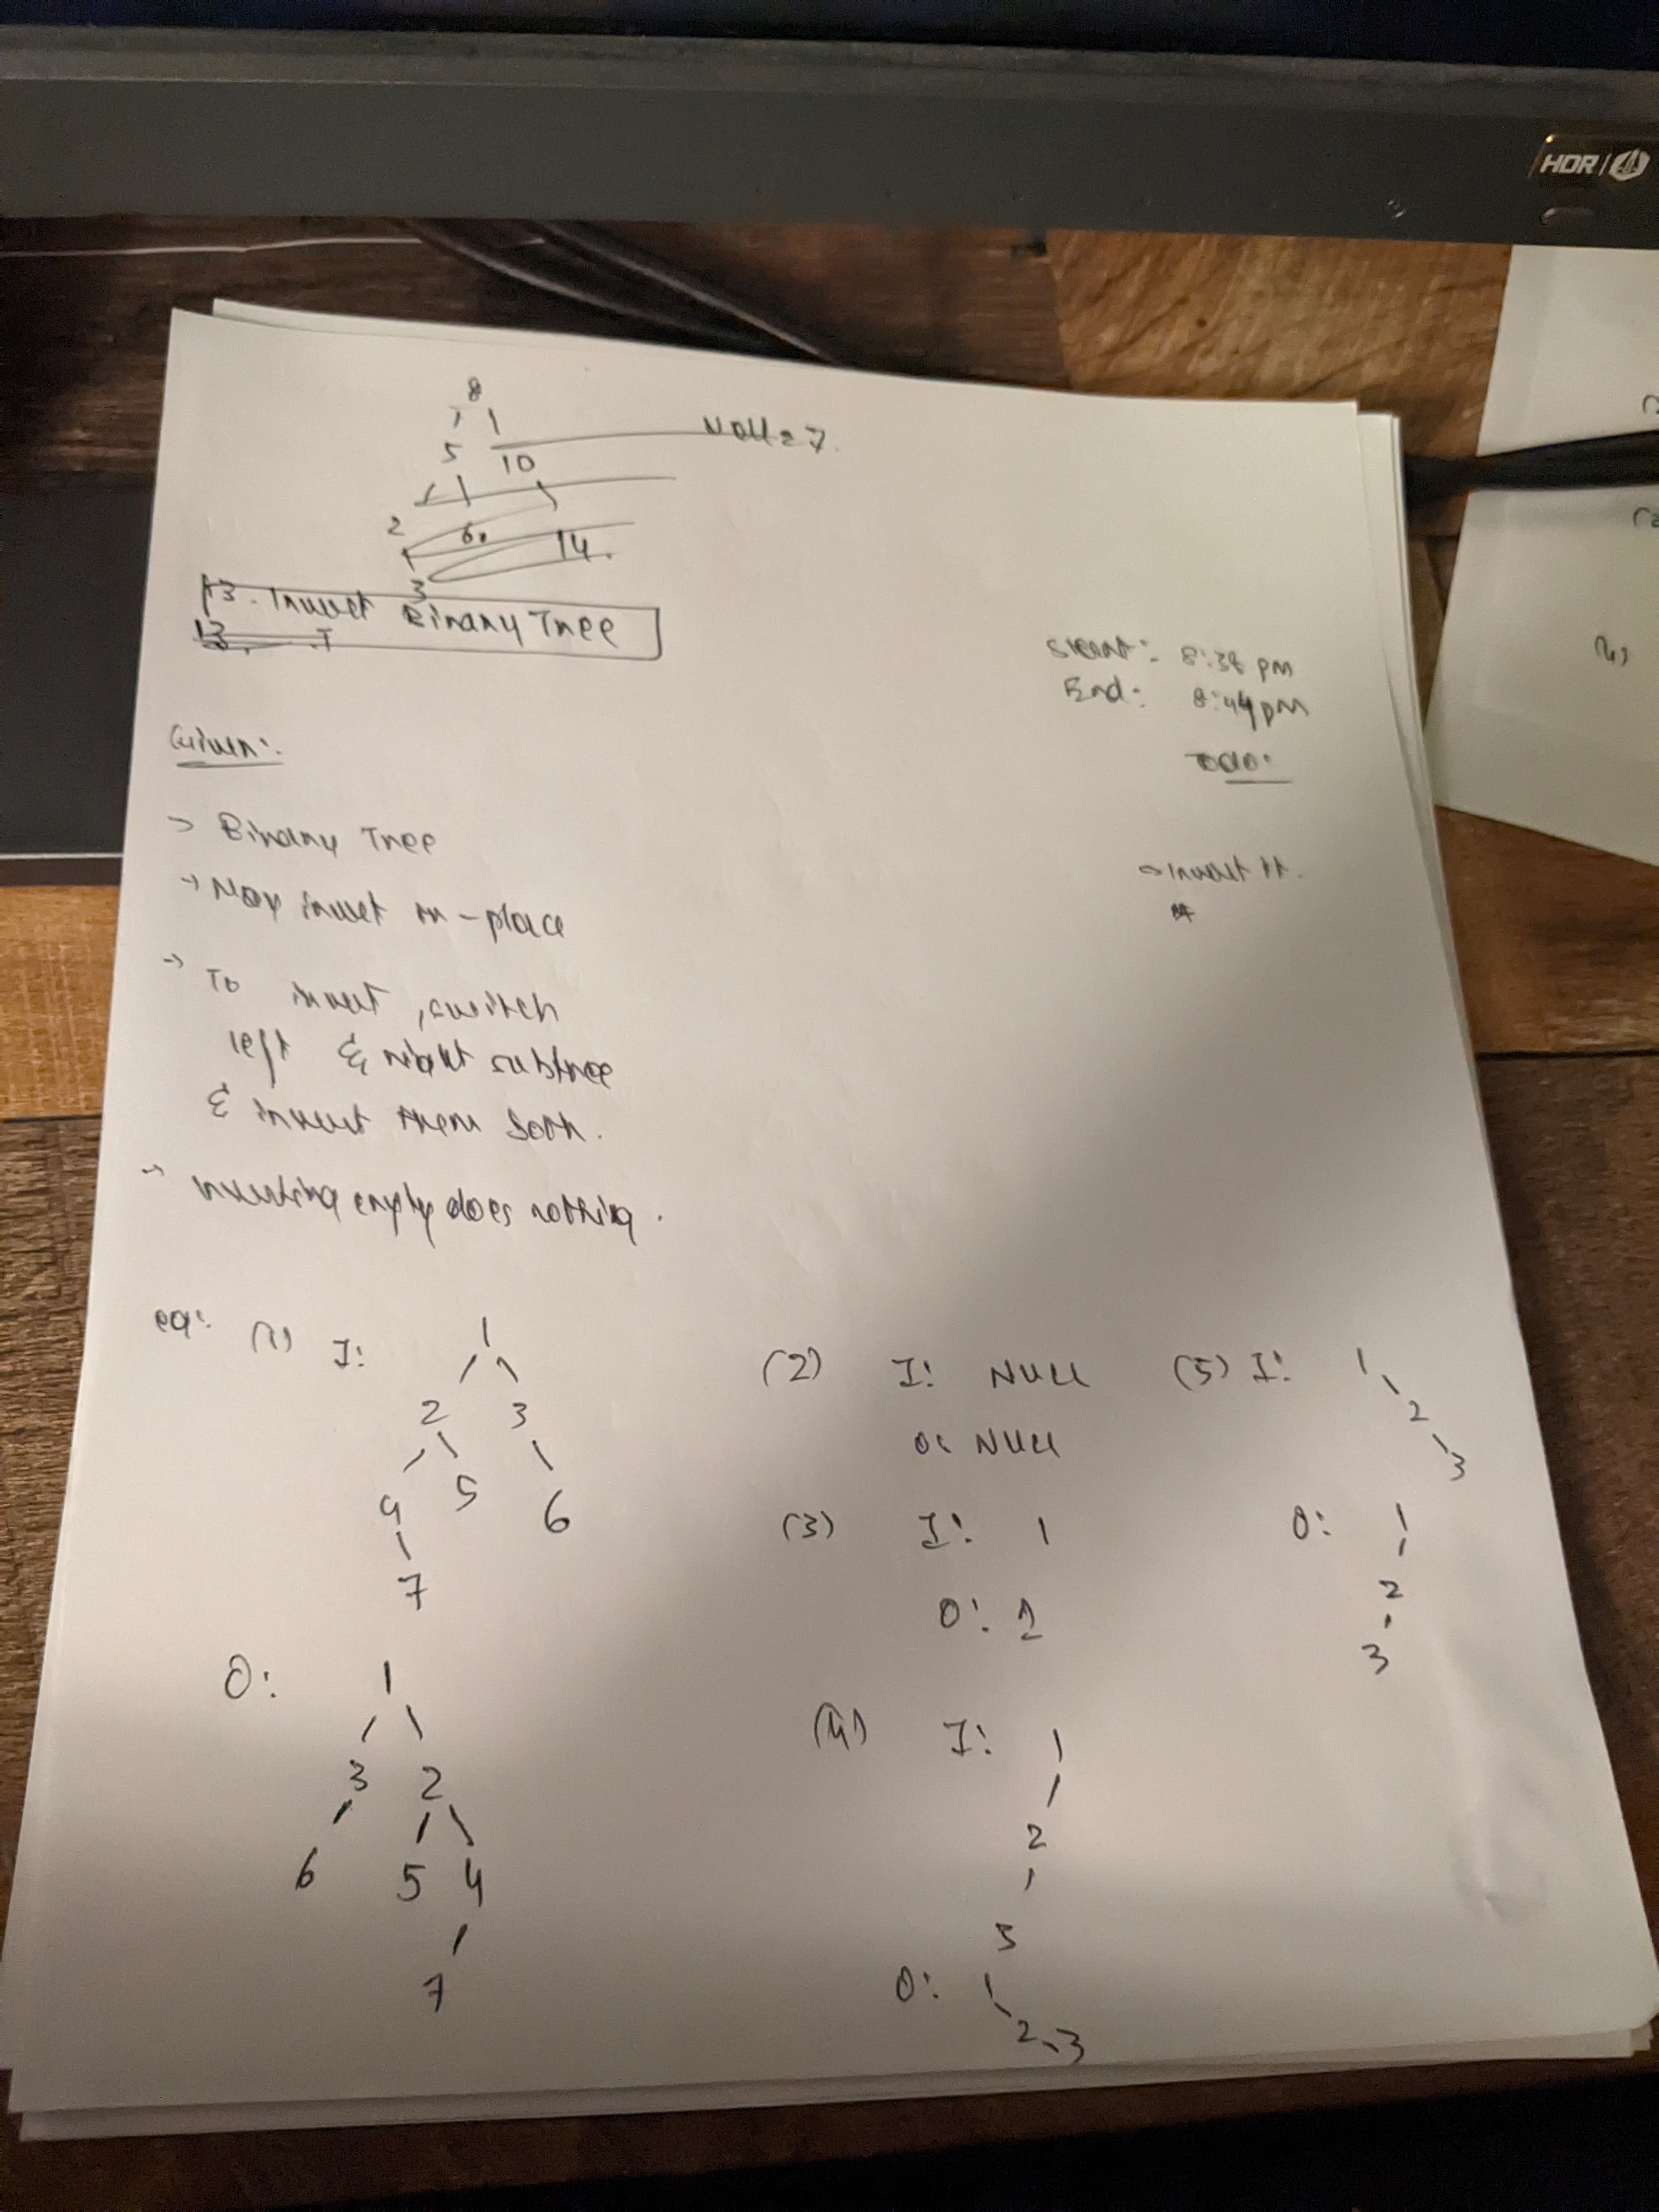 HDR
8
5 10
2 6. 14.
3
13. Invert Binary Tree
13. I
Start: 8:38 pm
End: 8:44 pm
Given:
Todo:
→ Binary Tree
→ May invert in-place
→ Invert it.
→ To invert, switch
left & right subtree
& invert them both.
→ inverting empty does nothing.
eg: (1) I: 1
2 3
4 5 6
7
O: 1
3 2
6 5 4
7
(2) I: NULL
O: NULL
(3) I: 1
O: 1
(4) I: 1
2
3
O: 1
2 3
(5) I: 1
2
3
O: 1
2
3